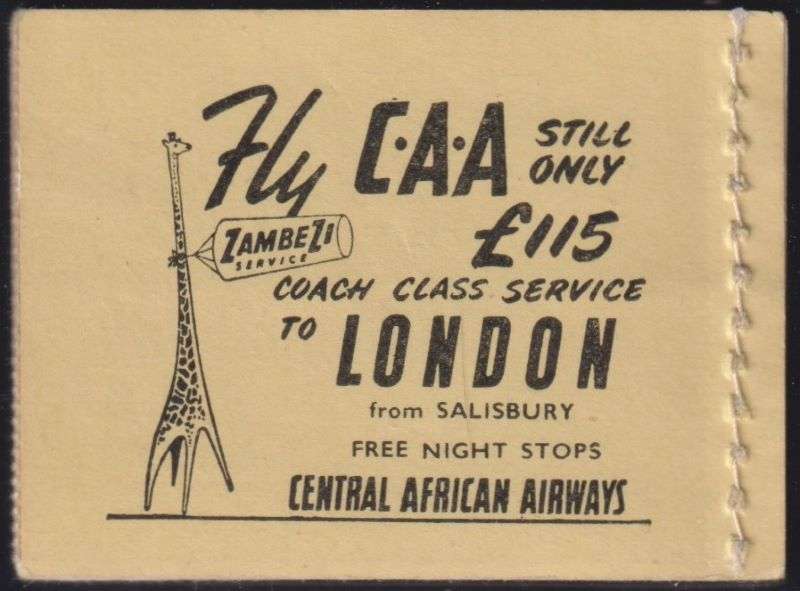 Fly C·A·A STILL ONLY
£115
ZAMBEZI
SERVICE
COACH CLASS SERVICE
TO LONDON
from SALISBURY
FREE NIGHT STOPS
CENTRAL AFRICAN AIRWAYS